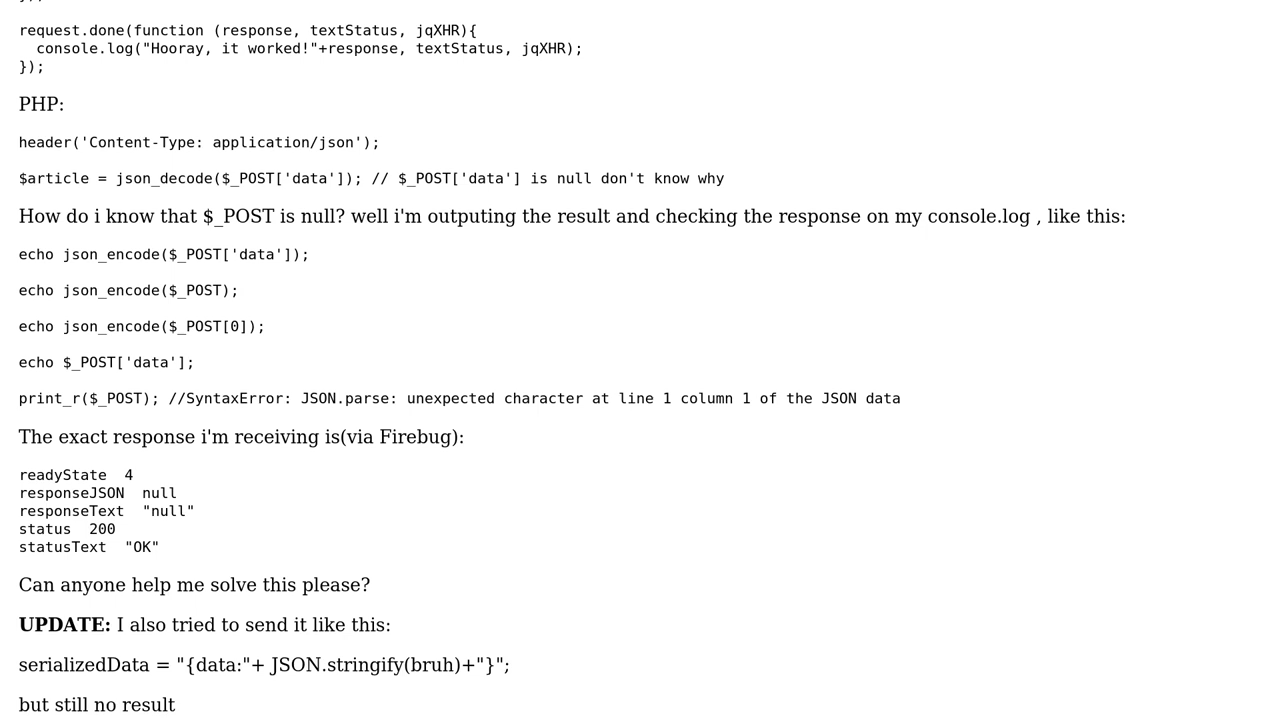 request.done(function (response, textStatus, jqXHR){
  console.log("Hooray, it worked!"+response, textStatus, jqXHR);
});
PHP:
header('Content-Type: application/json');
$article = json_decode($_POST['data']); // $_POST['data'] is null don't know why
How do i know that $_POST is null? well i'm outputing the result and checking the response on my console.log , like this:
echo json_encode($_POST['data']);
echo json_encode($_POST);
echo json_encode($_POST[0]);
echo $_POST['data'];
print_r($_POST); //SyntaxError: JSON.parse: unexpected character at line 1 column 1 of the JSON data
The exact response i'm receiving is(via Firebug):
readyState  4
responseJSON  null
responseText  "null"
status  200
statusText  "OK"
Can anyone help me solve this please?
UPDATE: I also tried to send it like this:
serializedData = "{data:"+ JSON.stringify(bruh)+"}";
but still no result